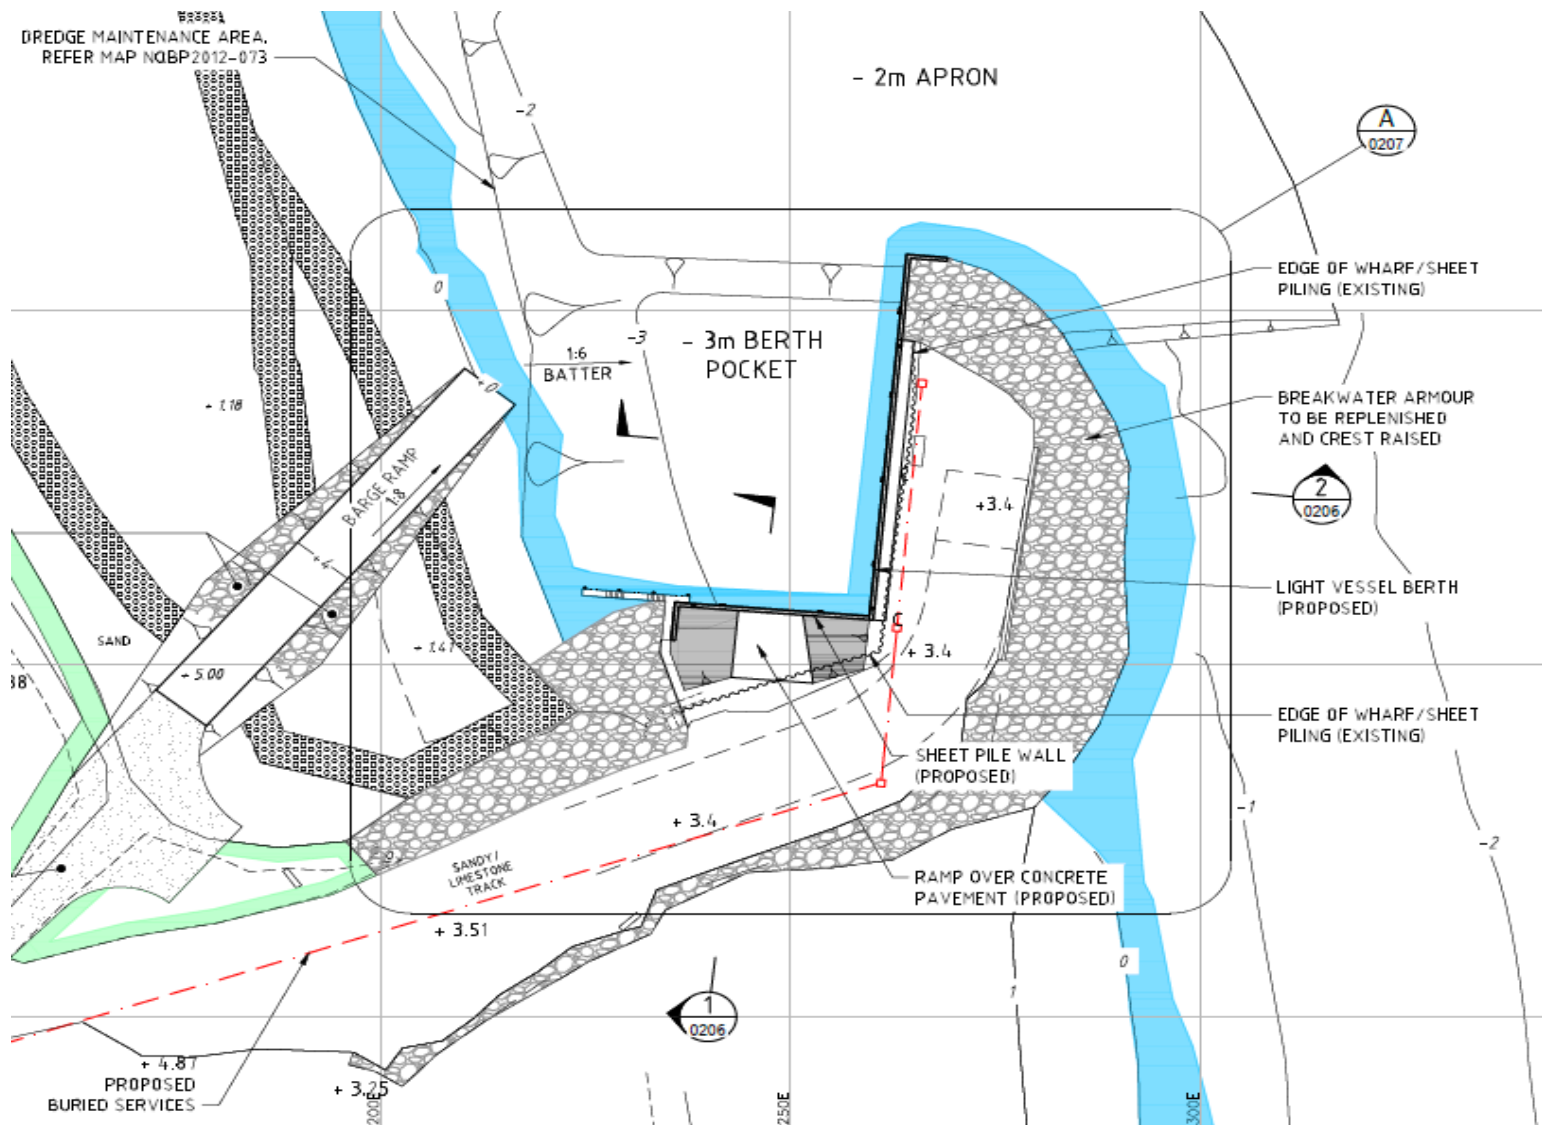 DREDGE MAINTENANCE AREA.
REFER MAP NO.BP2012-073
- 2m APRON
A
0207
-2
0
EDGE OF WHARF/SHEET
PILING (EXISTING)
-3
- 3m BERTH
POCKET
1:6
BATTER
+0
+ 1.18
BREAKWATER ARMOUR
TO BE REPLENISHED
AND CREST RAISED
BARGE RAMP
1:8
+3.4
2
0206
+4
LIGHT VESSEL BERTH
(PROPOSED)
SAND
+ 1.41
+ 3.4
+ 5.00
EDGE OF WHARF/SHEET
PILING (EXISTING)
SHEET PILE WALL
(PROPOSED)
-1
+ 3.4
-2
SANDY/
LIMESTONE
TRACK
RAMP OVER CONCRETE
PAVEMENT (PROPOSED)
+ 3.51
0
1
1
0206
+ 4.87
PROPOSED
BURIED SERVICES
+ 3.25
200E
250E
300E